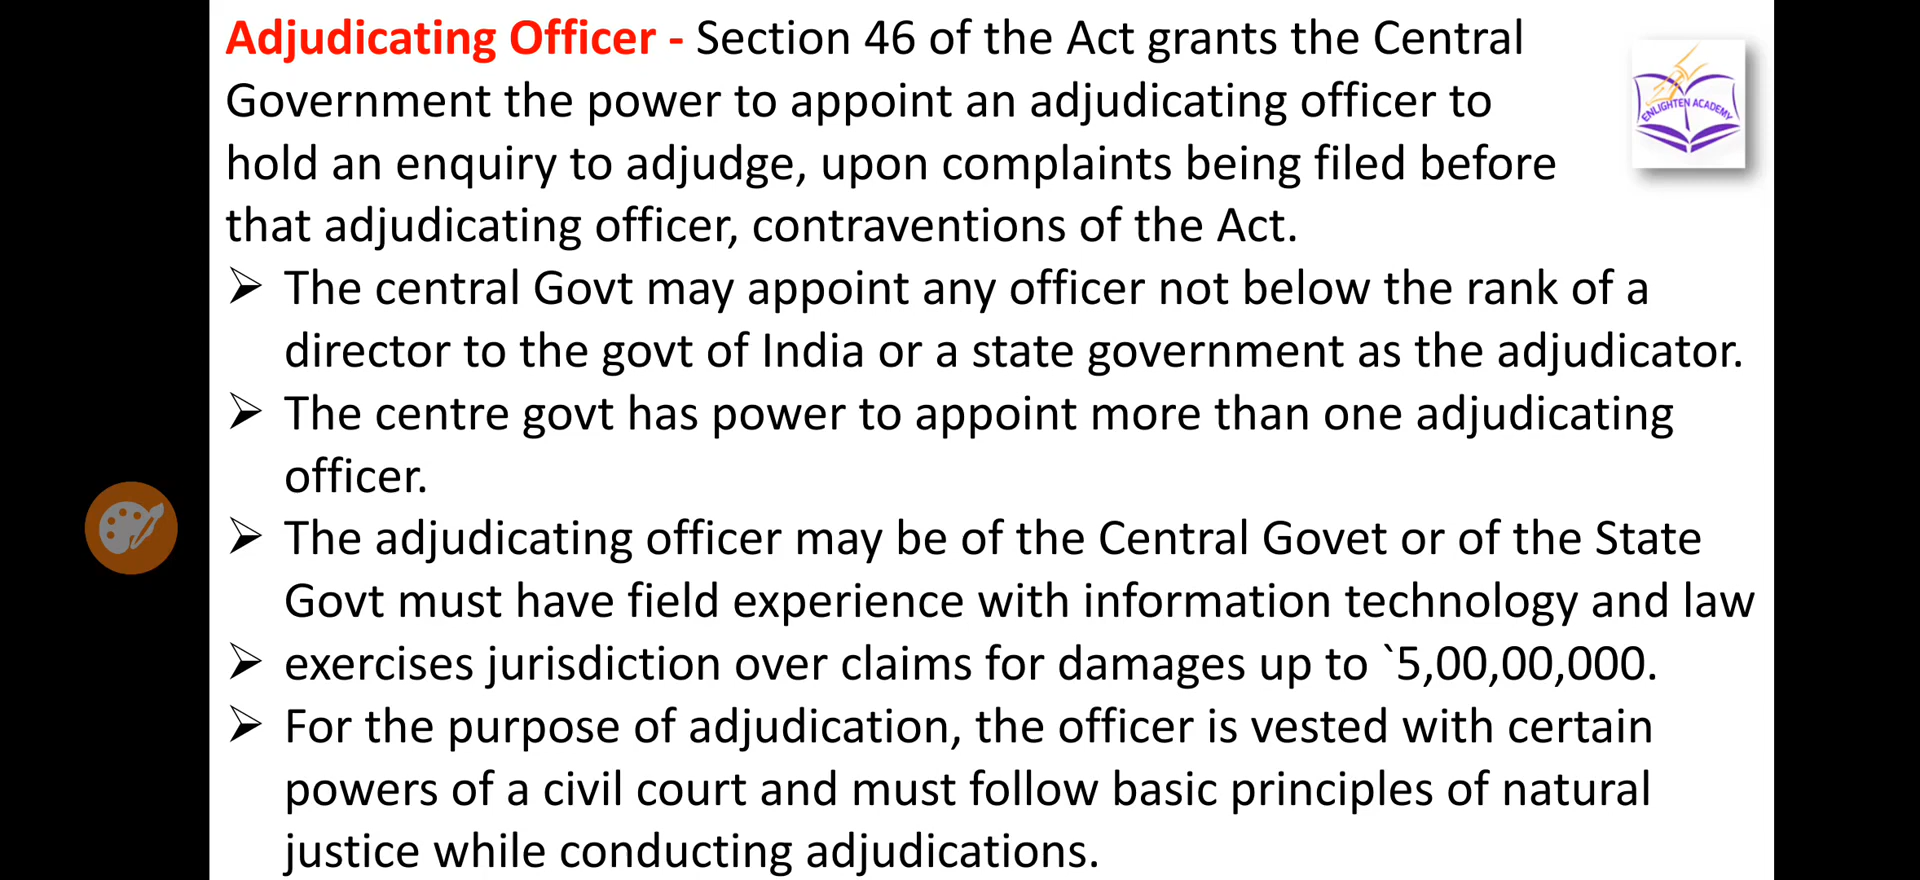 Adjudicating Officer - Section 46 of the Act grants the Central
Government the power to appoint an adjudicating officer to
hold an enquiry to adjudge, upon complaints being filed before
that adjudicating officer, contraventions of the Act.
➢ The central Govt may appoint any officer not below the rank of a
director to the govt of India or a state government as the adjudicator.
➢ The centre govt has power to appoint more than one adjudicating
officer.
➢ The adjudicating officer may be of the Central Govet or of the State
Govt must have field experience with information technology and law
➢ exercises jurisdiction over claims for damages up to `5,00,00,000.
➢ For the purpose of adjudication, the officer is vested with certain
powers of a civil court and must follow basic principles of natural
justice while conducting adjudications.
ENLIGHTEN ACADEMY